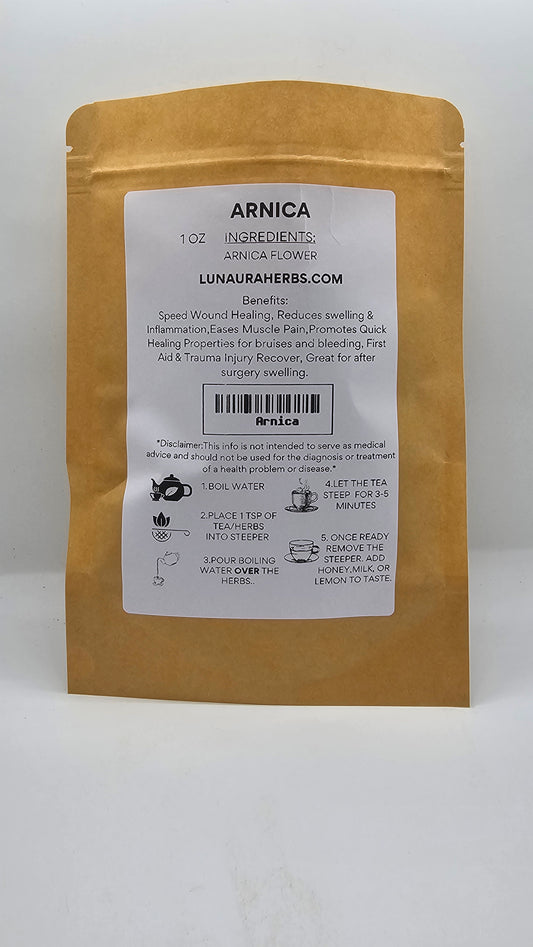 ARNICA
1 OZ INGREDIENTS:
ARNICA FLOWER
LUNAURAHERBS.COM
Benefits:
Speed Wound Healing, Reduces swelling &
Inflammation,Eases Muscle Pain,Promotes Quick
Healing Properties for bruises and bleeding, First
Aid & Trauma Injury Recover, Great for after
surgery swelling.
Arnica
*Disclaimer:This info is not intended to serve as medical
advice and should not be used for the diagnosis or treatment
of a health problem or disease.*
1.BOIL WATER
2.PLACE 1 TSP OF
TEA/HERBS
INTO STEEPER
3.POUR BOILING
WATER OVER THE
HERBS..
4.LET THE TEA
STEEP FOR 3-5
MINUTES
5. ONCE READY
REMOVE THE
STEEPER. ADD
HONEY,MILK, OR
LEMON TO TASTE.